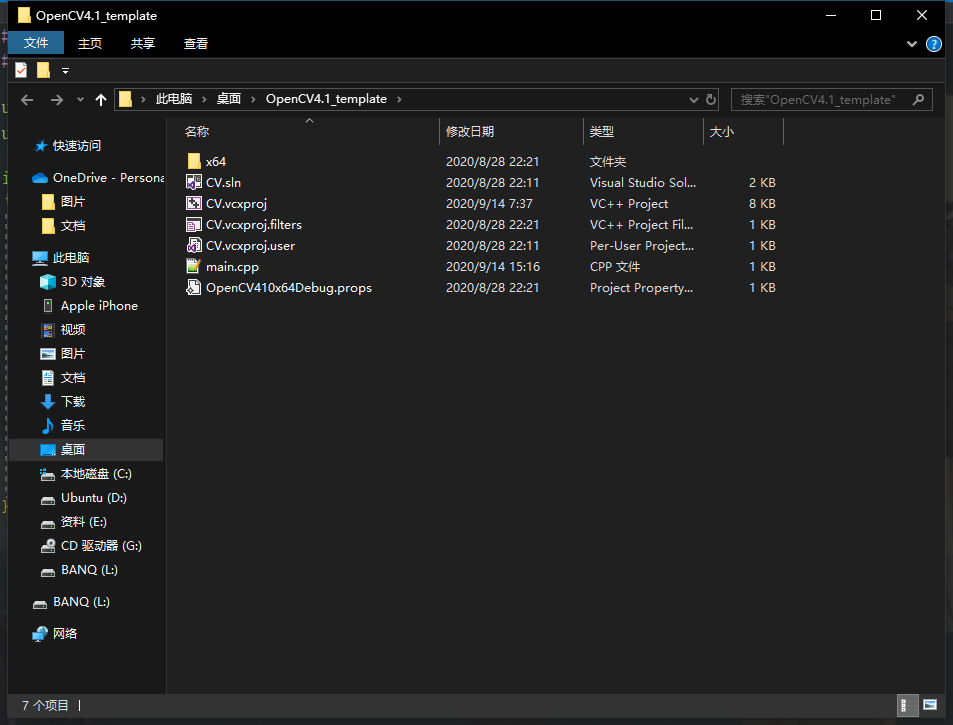 OpenCV4.1_template
文件 主页 共享 查看
此电脑 桌面 OpenCV4.1_template 搜索"OpenCV4.1_template"
名称 修改日期 类型 大小
快速访问
OneDrive - Persona
图片
文档
此电脑
3D 对象
Apple iPhone
视频
图片
文档
下载
音乐
桌面
本地磁盘 (C:)
Ubuntu (D:)
资料 (E:)
CD 驱动器 (G:)
BANQ (L:)
BANQ (L:)
网络
x64 2020/8/28 22:21 文件夹
CV.sln 2020/8/28 22:11 Visual Studio Sol... 2 KB
CV.vcxproj 2020/9/14 7:37 VC++ Project 8 KB
CV.vcxproj.filters 2020/8/28 22:21 VC++ Project Fil... 1 KB
CV.vcxproj.user 2020/8/28 22:11 Per-User Project... 1 KB
main.cpp 2020/9/14 15:16 CPP 文件 1 KB
OpenCV410x64Debug.props 2020/8/28 22:21 Project Property... 1 KB
7 个项目